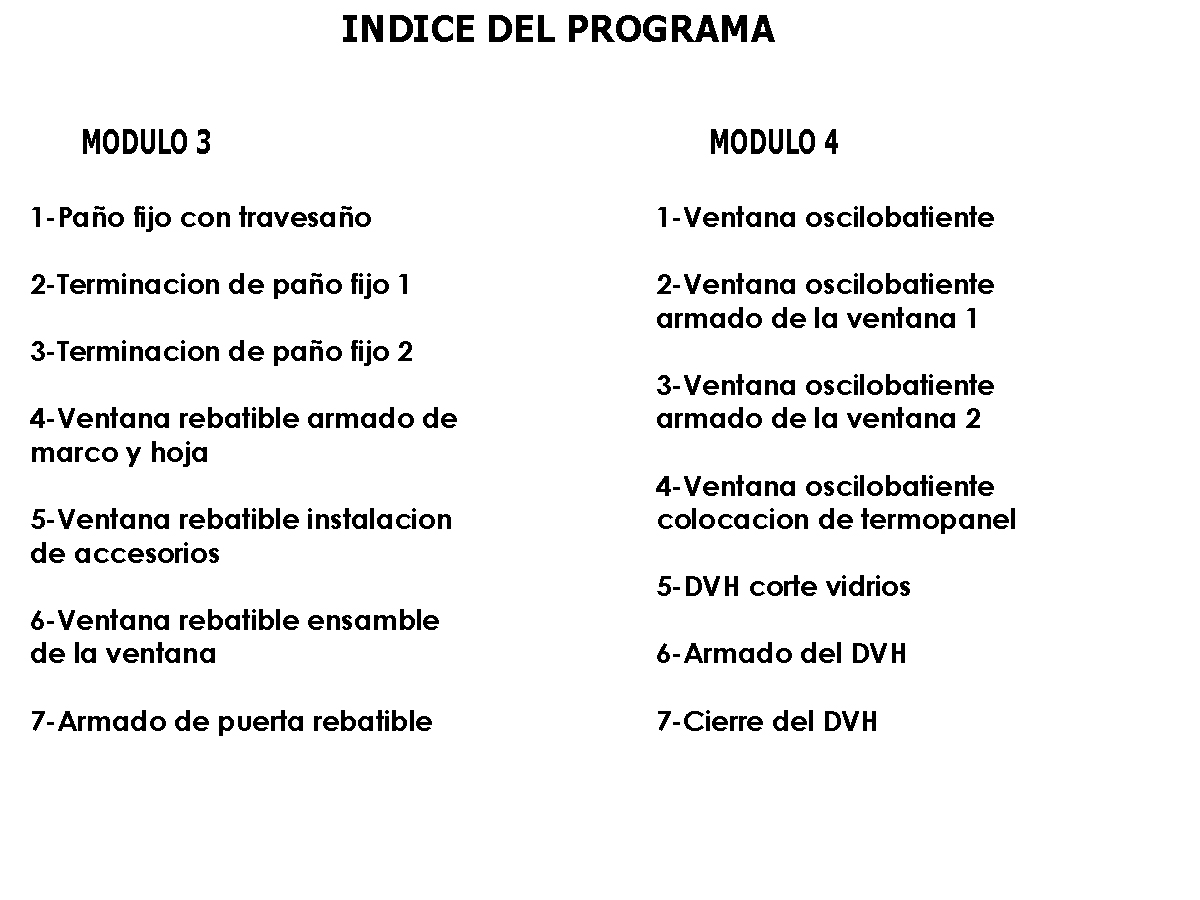 INDICE DEL PROGRAMA
MODULO 3
1-Paño fijo con travesaño
2-Terminacion de paño fijo 1
3-Terminacion de paño fijo 2
4-Ventana rebatible armado de
marco y hoja
5-Ventana rebatible instalacion
de accesorios
6-Ventana rebatible ensamble
de la ventana
7-Armado de puerta rebatible
MODULO 4
1-Ventana oscilobatiente
2-Ventana oscilobatiente
armado de la ventana 1
3-Ventana oscilobatiente
armado de la ventana 2
4-Ventana oscilobatiente
colocacion de termopanel
5-DVH corte vidrios
6-Armado del DVH
7-Cierre del DVH